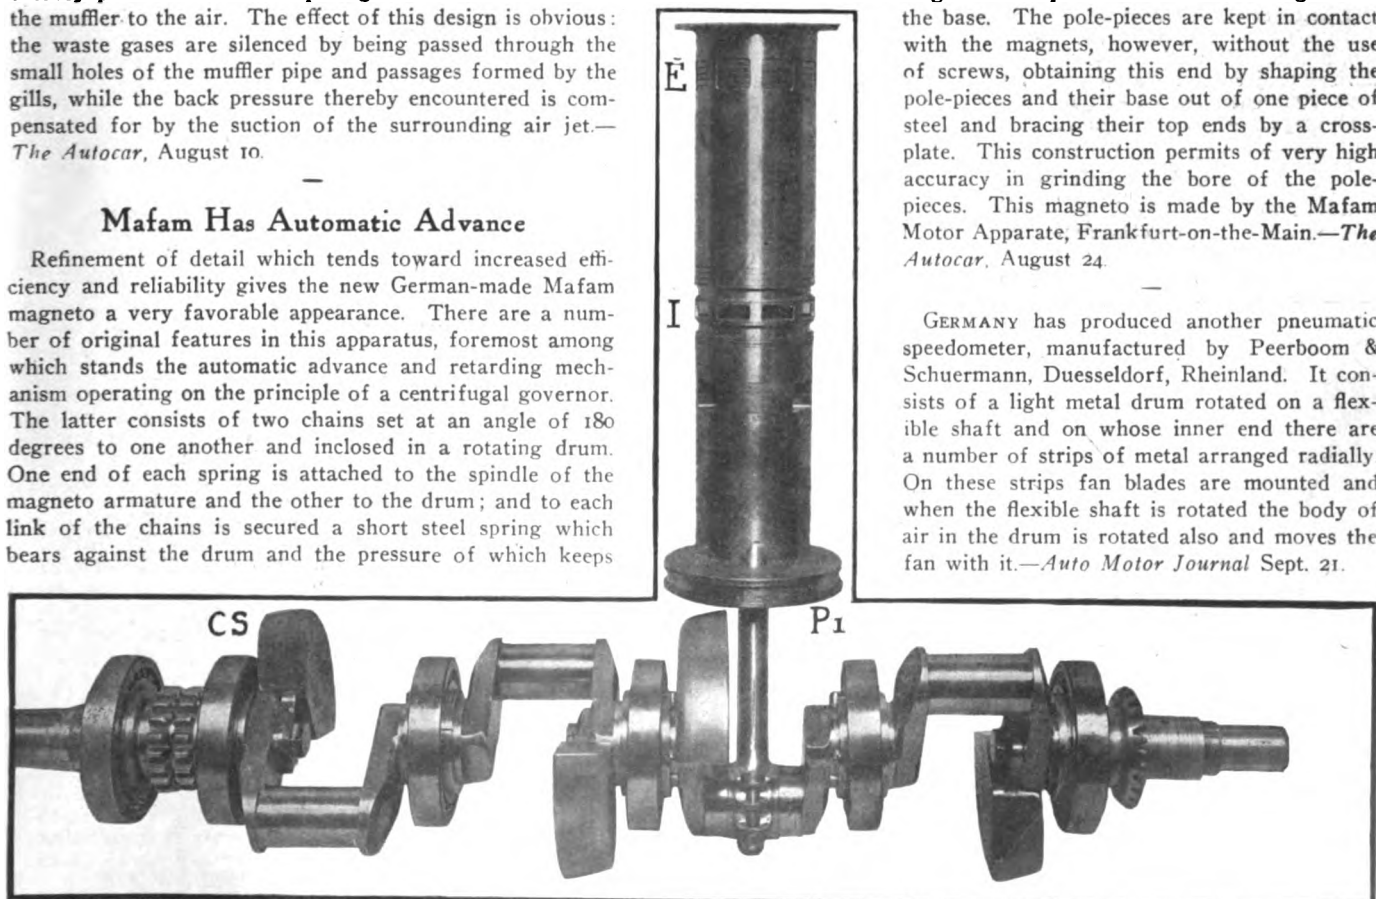 the muffler to the air. The effect of this design is obvious:
the waste gases are silenced by being passed through the
small holes of the muffler pipe and passages formed by the
gills, while the back pressure thereby encountered is com-
pensated for by the suction of the surrounding air jet.—
The Autocar, August 10.
Mafam Has Automatic Advance
Refinement of detail which tends toward increased effi-
ciency and reliability gives the new German-made Mafam
magneto a very favorable appearance. There are a num-
ber of original features in this apparatus, foremost among
which stands the automatic advance and retarding mech-
anism operating on the principle of a centrifugal governor.
The latter consists of two chains set at an angle of 180
degrees to one another and inclosed in a rotating drum.
One end of each spring is attached to the spindle of the
magneto armature and the other to the drum; and to each
link of the chains is secured a short steel spring which
bears against the drum and the pressure of which keeps
E
I
CS
P1
the base. The pole-pieces are kept in contact
with the magnets, however, without the use
of screws, obtaining this end by shaping the
pole-pieces and their base out of one piece of
steel and bracing their top ends by a cross-
plate. This construction permits of very high
accuracy in grinding the bore of the pole-
pieces. This magneto is made by the Mafam
Motor Apparate, Frankfurt-on-the-Main.—The
Autocar, August 24.
GERMANY has produced another pneumatic
speedometer, manufactured by Peerboom &
Schuermann, Duesseldorf, Rheinland. It con-
sists of a light metal drum rotated on a flex-
ible shaft and on whose inner end there are
a number of strips of metal arranged radially.
On these strips fan blades are mounted and
when the flexible shaft is rotated the body of
air in the drum is rotated also and moves the
fan with it.—Auto Motor Journal Sept. 21.